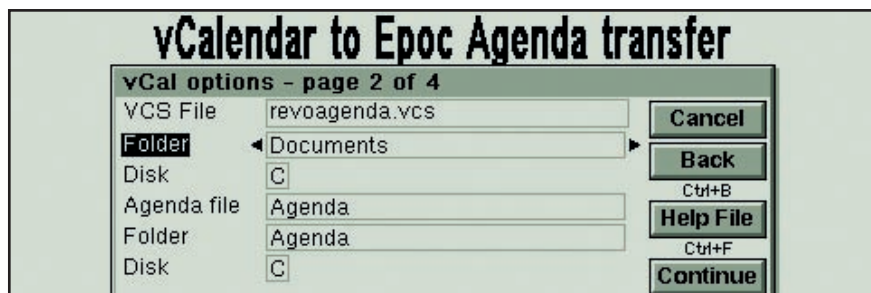 vCalendar to Epoc Agenda transfer
vCal options - page 2 of 4
VCS File revoagenda.vcs
Cancel
Folder Documents
Back
Disk C
Ctrl+B
Agenda file Agenda
Help File
Folder Agenda
Ctrl+F
Disk C
Continue